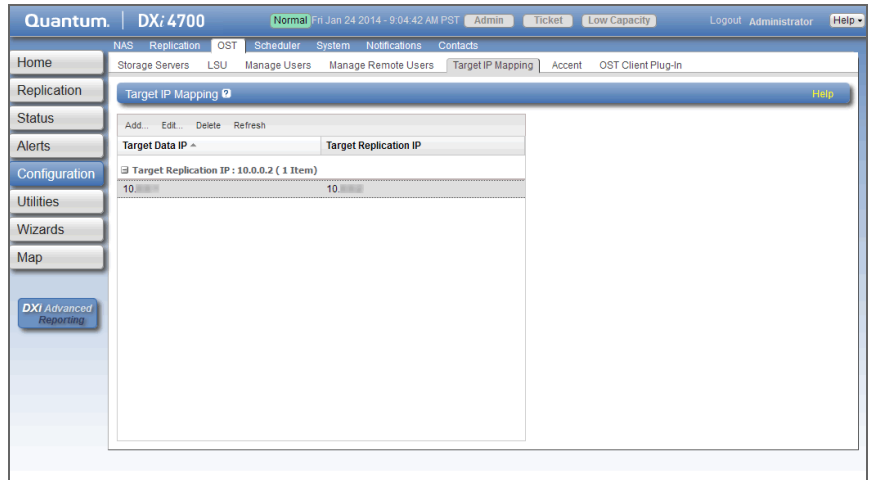 Quantum. DXi 4700 Normal Fri Jan 24 2014 - 9:04:42 AM PST Admin Ticket Low Capacity Logout Administrator Help
NAS Replication OST Scheduler System Notifications Contacts
Storage Servers LSU Manage Users Manage Remote Users Target IP Mapping Accent OST Client Plug-In
Home
Replication
Status
Alerts
Configuration
Utilities
Wizards
Map
DXi Advanced
Reporting
Target IP Mapping ? Help
Add... Edit... Delete Refresh
Target Data IP Target Replication IP
Target Replication IP : 10.0.0.2 ( 1 Item)
10. 10.